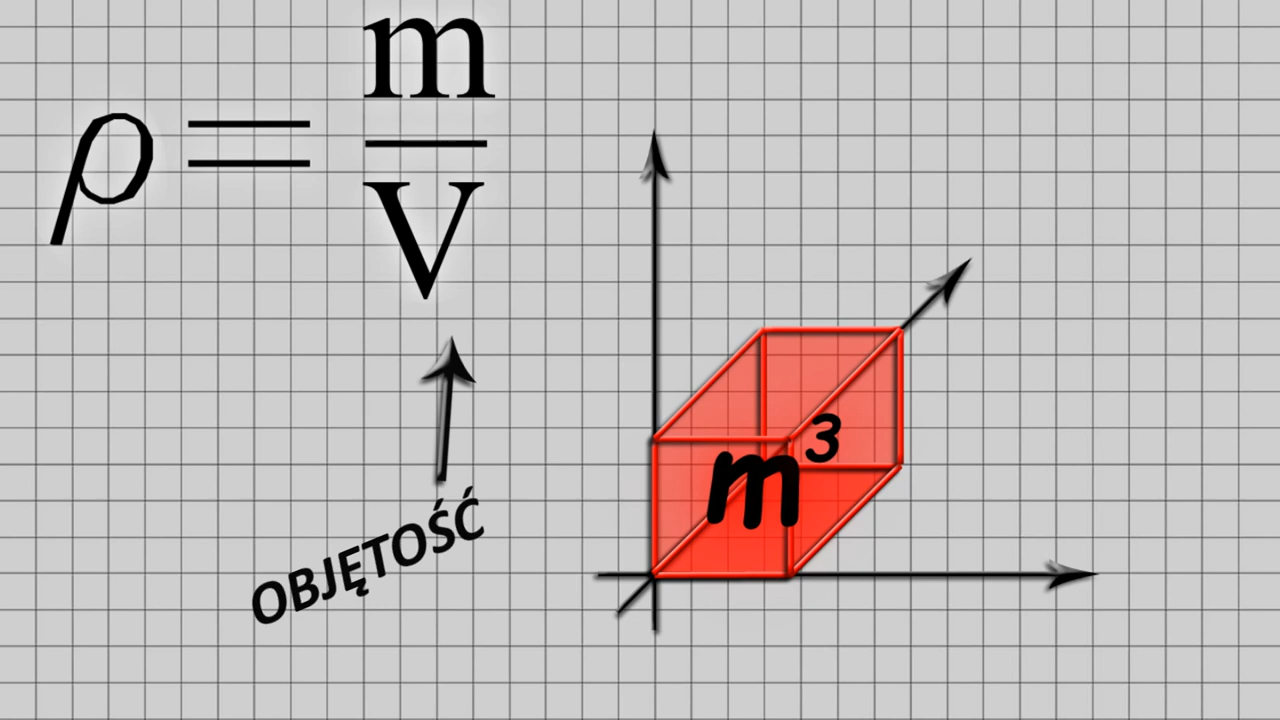 ρ = m/V
OBJĘTOŚĆ
m³